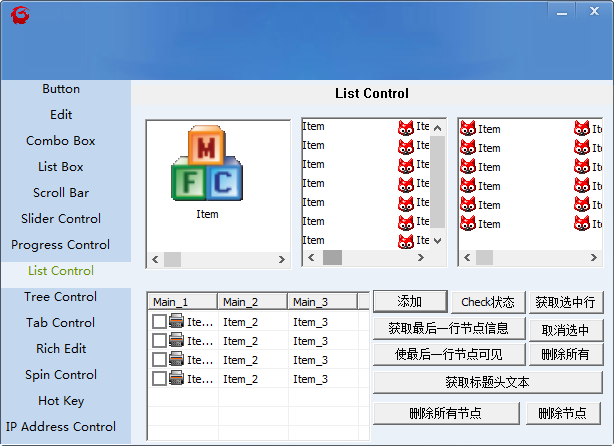 List Control
Button
Edit
Combo Box
List Box
Scroll Bar
Slider Control
Progress Control
List Control
Tree Control
Tab Control
Rich Edit
Spin Control
Hot Key
IP Address Control
M
F C
Item
Item Ite
Item Ite
Item Ite
Item Ite
Item Ite
Item Ite
Item Ite
Item Item
Item Item
Item Item
Item Item
Item Item
Item Item
Main_1 Main_2 Main_3
Ite... Item_2 Item_3
Ite... Item_2 Item_3
Ite... Item_2 Item_3
Ite... Item_2 Item_3
添加 Check状态 获取选中行
获取最后一行节点信息 取消选中
使最后一行节点可见 删除所有
获取标题头文本
删除所有节点 删除节点